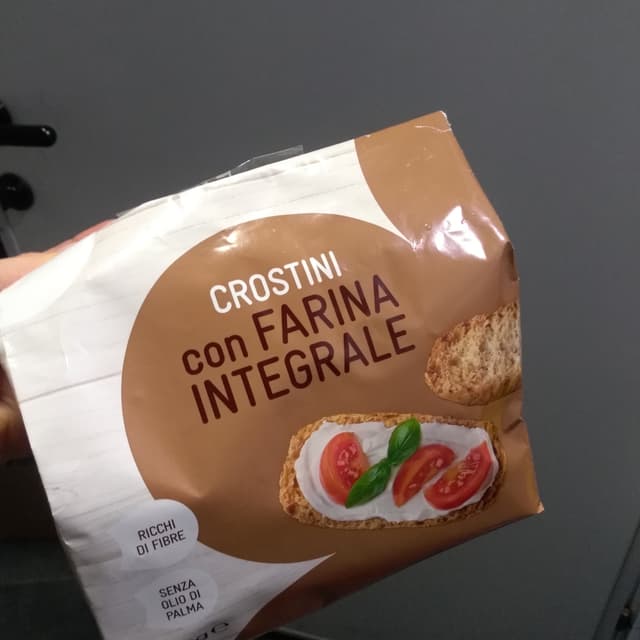 CROSTINI
con FARINA
INTEGRALE
RICCHI
DI FIBRE
SENZA
OLIO DI
PALMA